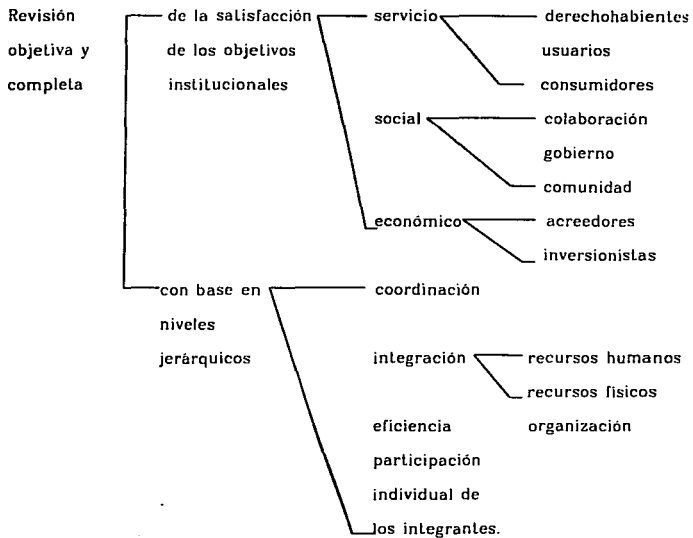 Revisión de la satisfacción servicio derechohabientes
objetiva y de los objetivos usuarios
completa institucionales consumidores
social colaboración
gobierno
comunidad
económico acreedores
inversionistas
con base en coordinación
niveles
jerárquicos integración recursos humanos
recursos físicos
eficiencia organización
participación
individual de
los integrantes.